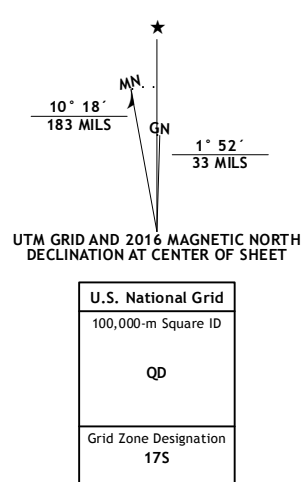 MN
10° 18´
183 MILS
GN
1° 52´
33 MILS
UTM GRID AND 2016 MAGNETIC NORTH
DECLINATION AT CENTER OF SHEET
U.S. National Grid
100,000-m Square ID
QD
Grid Zone Designation
17S